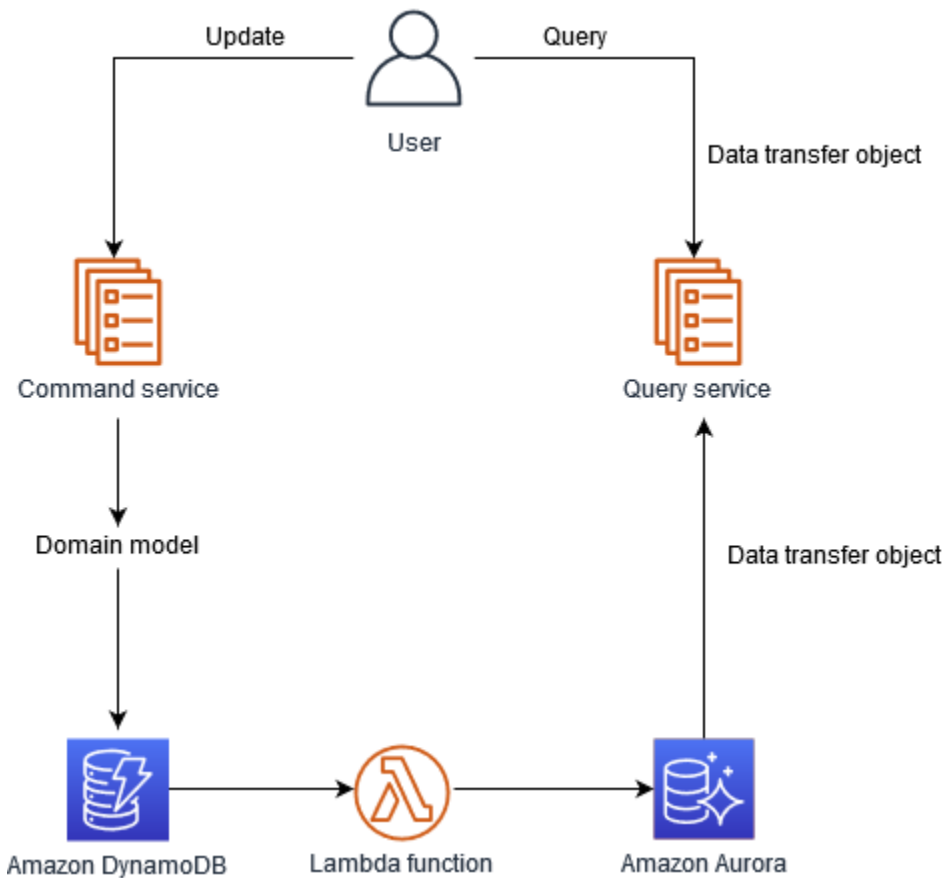 Update
Query
User
Data transfer object
Command service
Query service
Domain model
Data transfer object
Amazon DynamoDB
Lambda function
Amazon Aurora